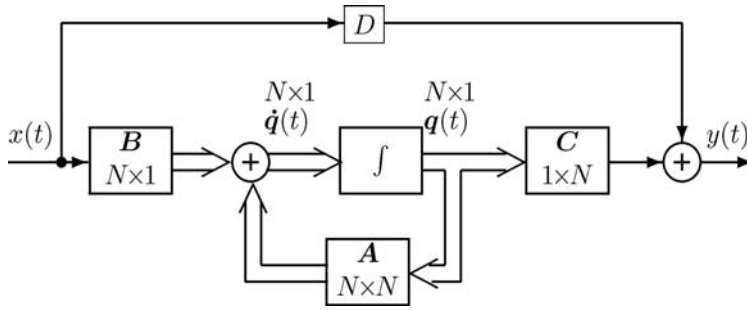 D
N×1 N×1
x(t) B q̇(t) q(t) C y(t)
N×1 + ∫ 1×N +
A
N×N